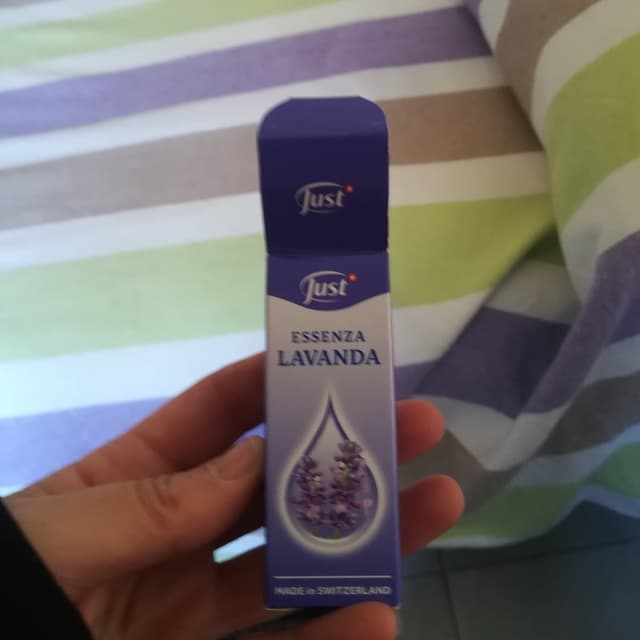 Just
Just
ESSENZA
LAVANDA
MADE in SWITZERLAND